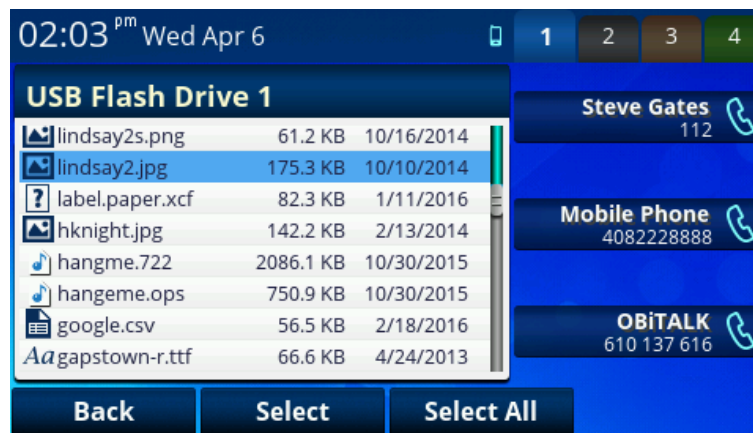 02:03 pm Wed Apr 6
1 2 3 4
USB Flash Drive 1
lindsay2s.png 61.2 KB 10/16/2014
lindsay2.jpg 175.3 KB 10/10/2014
label.paper.xcf 82.3 KB 1/11/2016
hknight.jpg 142.2 KB 2/13/2014
hangme.722 2086.1 KB 10/30/2015
hangeme.ops 750.9 KB 10/30/2015
google.csv 56.5 KB 2/18/2016
Aa gapstown-r.ttf 66.6 KB 4/24/2013
Steve Gates
112
Mobile Phone
4082228888
OBiTALK
610 137 616
Back Select Select All